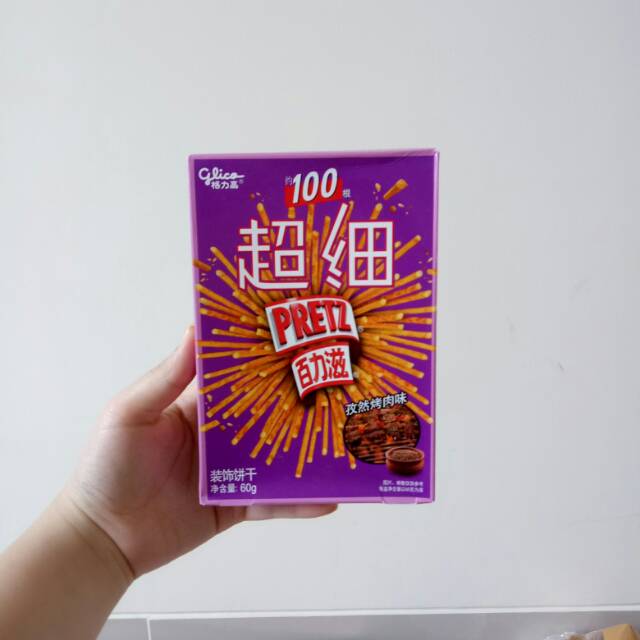 Glico
格力高®
约100根
超细
PRETZ
百力滋
孜然烤肉味
装饰饼干
净含量: 60g